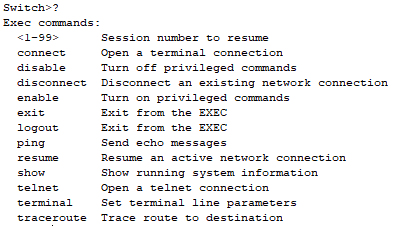 Switch>?
Exec commands:
  <1-99>      Session number to resume
  connect     Open a terminal connection
  disable     Turn off privileged commands
  disconnect  Disconnect an existing network connection
  enable      Turn on privileged commands
  exit        Exit from the EXEC
  logout      Exit from the EXEC
  ping        Send echo messages
  resume      Resume an active network connection
  show        Show running system information
  telnet      Open a telnet connection
  terminal    Set terminal line parameters
  traceroute  Trace route to destination